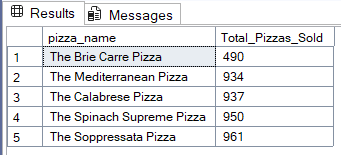 Results Messages
pizza_name Total_Pizzas_Sold
1 The Brie Carre Pizza 490
2 The Mediterranean Pizza 934
3 The Calabrese Pizza 937
4 The Spinach Supreme Pizza 950
5 The Soppressata Pizza 961